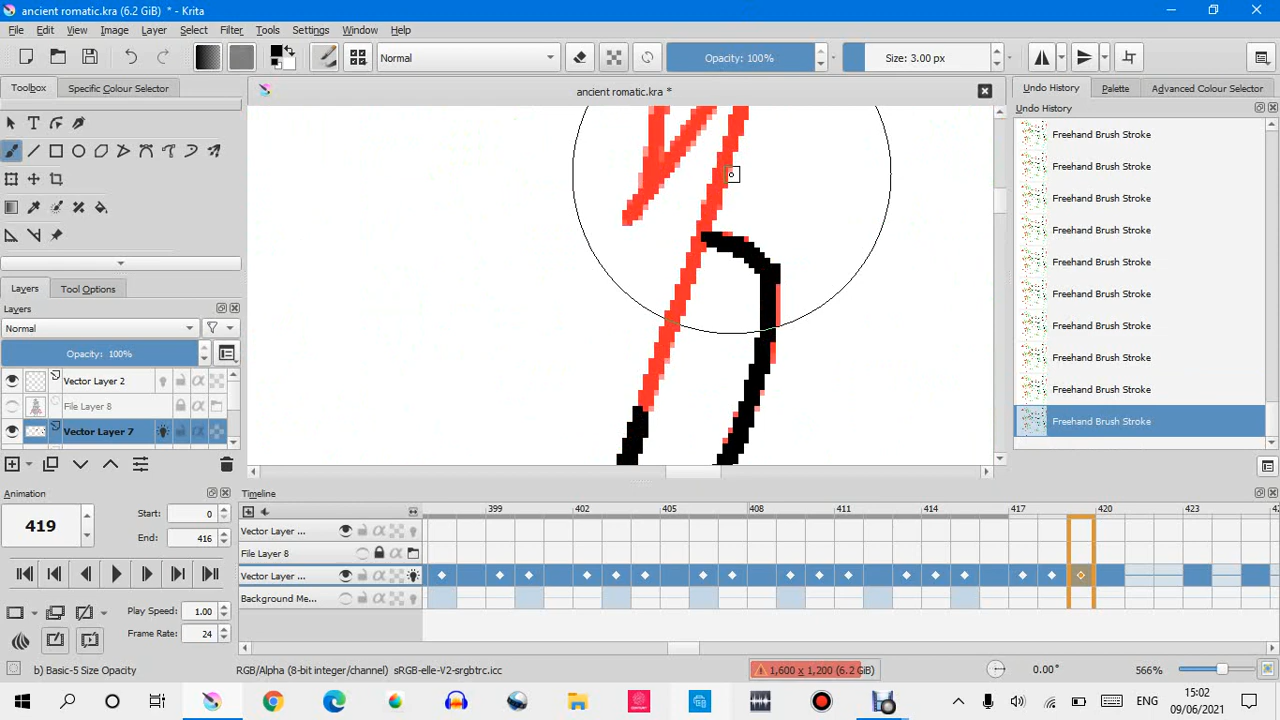 ancient romatic.kra (6.2 GiB) * - Krita
File Edit View Image Layer Select Filter Tools Settings Window Help
Normal Opacity: 100% Size: 3.00 px
Toolbox Specific Colour Selector
ancient romatic.kra *
Undo History Palette Advanced Colour Selector
Undo History
Freehand Brush Stroke
Freehand Brush Stroke
Freehand Brush Stroke
Freehand Brush Stroke
Freehand Brush Stroke
Freehand Brush Stroke
Freehand Brush Stroke
Freehand Brush Stroke
Freehand Brush Stroke
Freehand Brush Stroke
Layers Tool Options
Layers
Normal
Opacity: 100%
Vector Layer 2
File Layer 8
Vector Layer 7
Animation
419
Start: 0
End: 416
Play Speed: 1.00
Frame Rate: 24
Timeline
399 402 405 408 411 414 417 420 423 42
Vector Layer ...
File Layer 8
Vector Layer ...
Background Me...
b) Basic-5 Size Opacity
RGB/Alpha (8-bit integer/channel) sRGB-elle-V2-srgbtrc.icc
1,600 x 1,200 (6.2 GiB)
0.00°
566%
ENG
15:02
09/06/2021